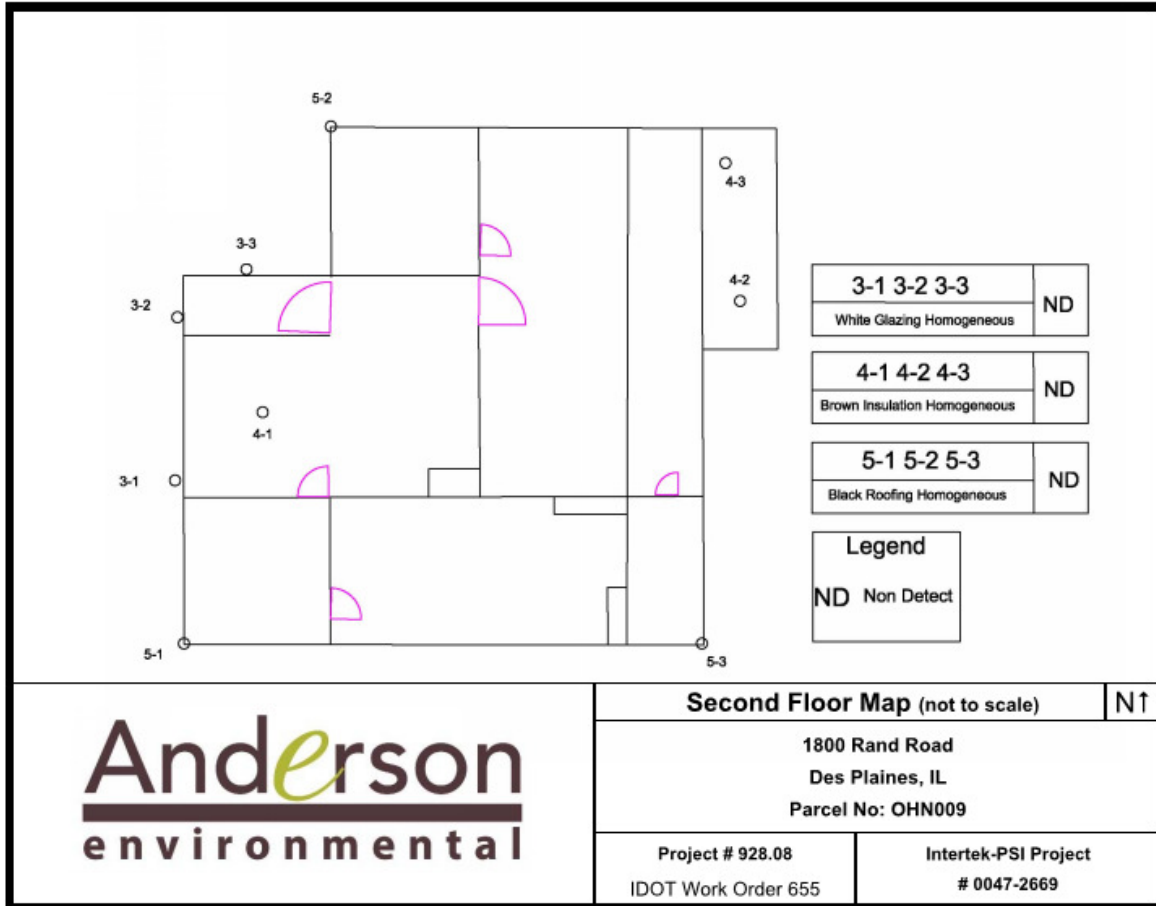 5-2
4-3
3-3
3-2
4-2
3-1 3-2 3-3
ND
White Glazing Homogeneous
4-1 4-2 4-3
ND
Brown Insulation Homogeneous
4-1
3-1
5-1 5-2 5-3
ND
Black Roofing Homogeneous
Legend
ND Non Detect
5-1
5-3
Second Floor Map (not to scale)
N↑
1800 Rand Road
Des Plaines, IL
Parcel No: OHN009
Anderson
environmental
Project # 928.08
IDOT Work Order 655
Intertek-PSI Project
# 0047-2669